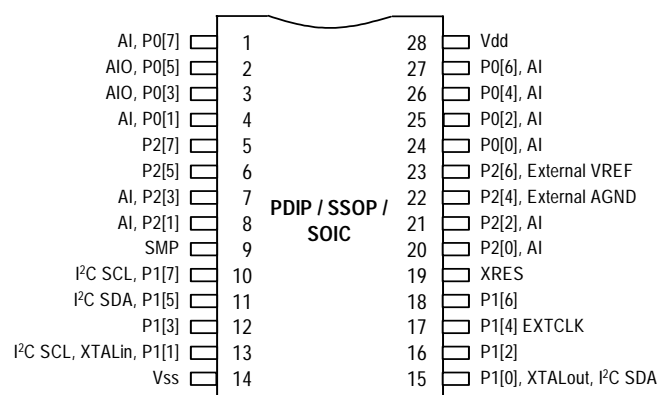 AI, P0[7] 1 28 Vdd
AIO, P0[5] 2 27 P0[6], AI
AIO, P0[3] 3 26 P0[4], AI
AI, P0[1] 4 25 P0[2], AI
P2[7] 5 24 P0[0], AI
P2[5] 6 23 P2[6], External VREF
AI, P2[3] 7 22 P2[4], External AGND
AI, P2[1] 8 21 P2[2], AI
PDIP / SSOP /
SOIC
SMP 9 20 P2[0], AI
I²C SCL, P1[7] 10 19 XRES
I²C SDA, P1[5] 11 18 P1[6]
P1[3] 12 17 P1[4] EXTCLK
I²C SCL, XTALin, P1[1] 13 16 P1[2]
Vss 14 15 P1[0], XTALout, I²C SDA